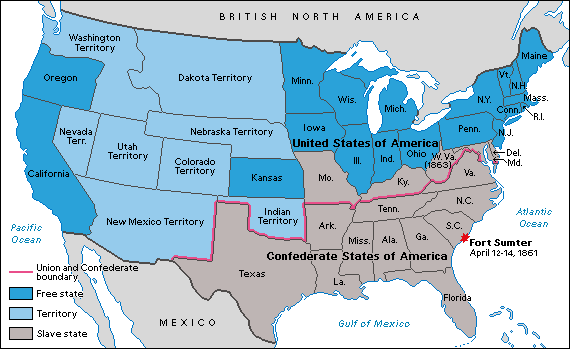 BRITISH NORTH AMERICA
Washington
Territory
Oregon
Dakota Territory
Minn.
Wis.
Mich.
Maine
Vt.
N.H.
Mass.
N.Y.
Conn.
R.I.
Nevada
Terr.
Utah
Territory
Nebraska Territory
Iowa
Penn.
N.J.
United States of America
Colorado
Territory
Ill.
Ind.
Ohio
W. Va.
(1863)
Del.
Md.
California
Kansas
Mo.
Ky.
Va.
New Mexico Territory
Indian
Territory
Tenn.
N.C.
Pacific
Ocean
Ark.
S.C.
Atlantic
Ocean
Miss.
Ala.
Ga.
Fort Sumter
April 12-14, 1861
Confederate States of America
Texas
La.
Florida
Union and Confederate
boundary
Free state
Territory
Slave state
MEXICO
Gulf of Mexico